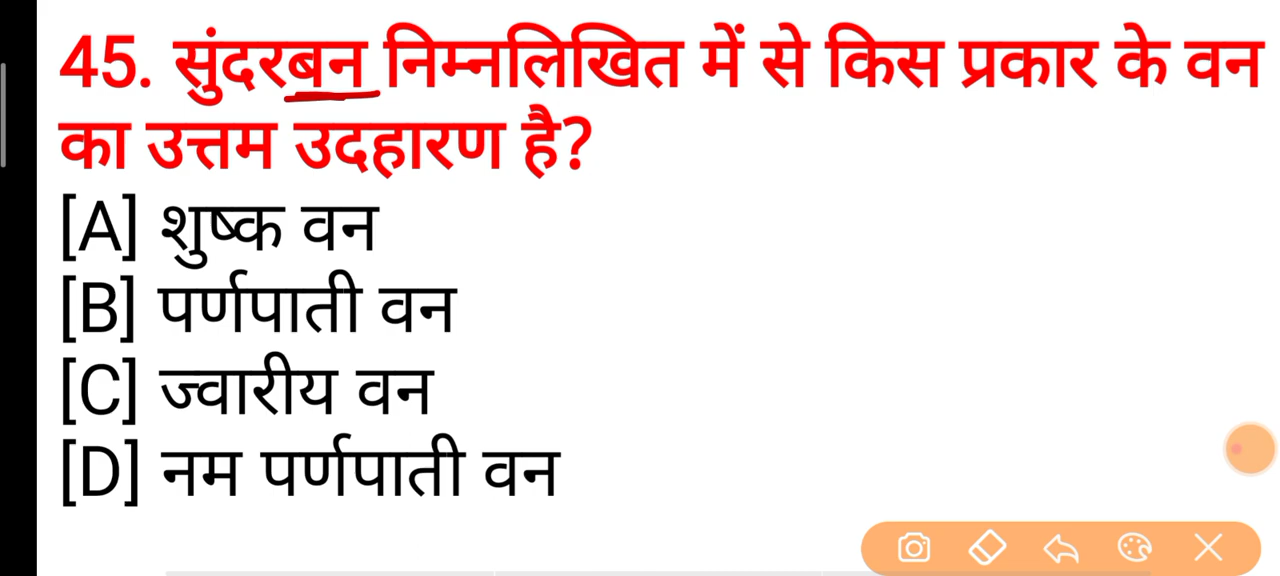 45. सुंदरबन निम्नलिखित में से किस प्रकार के वन
का उत्तम उदहारण है?
[A] शुष्क वन
[B] पर्णपाती वन
[C] ज्वारीय वन
[D] नम पर्णपाती वन